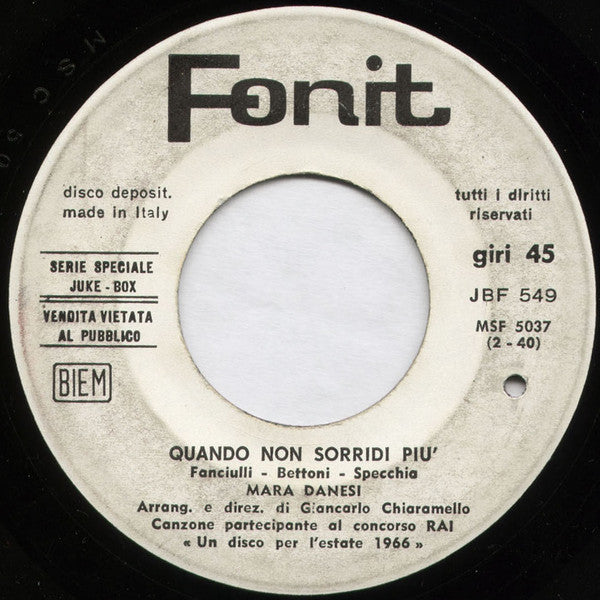 Fonit
disco deposit.
made in Italy
tutti i diritti
riservati
SERIE SPECIALE
JUKE - BOX
VENDITA VIETATA
AL PUBBLICO
BIEM
giri 45
JBF 549
MSF 5037
(2 - 40)
QUANDO NON SORRIDI PIU'
Fanciulli - Bettoni - Specchia
MARA DANESI
Arrang. e direz. di Giancarlo Chiaramello
Canzone partecipante al concorso RAI
« Un disco per l'estate 1966 »